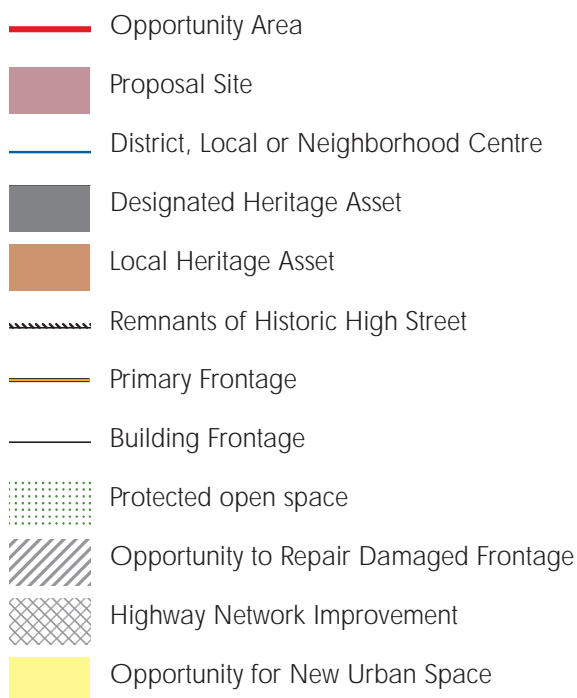 Opportunity Area
Proposal Site
District, Local or Neighborhood Centre
Designated Heritage Asset
Local Heritage Asset
Remnants of Historic High Street
Primary Frontage
Building Frontage
Protected open space
Opportunity to Repair Damaged Frontage
Highway Network Improvement
Opportunity for New Urban Space